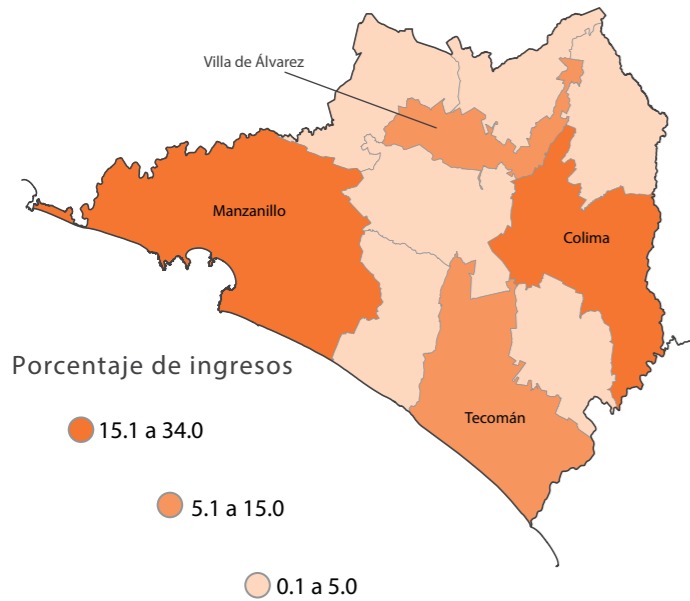 Villa de Álvarez
Manzanillo
Colima
Porcentaje de ingresos
Tecomán
15.1 a 34.0
5.1 a 15.0
0.1 a 5.0